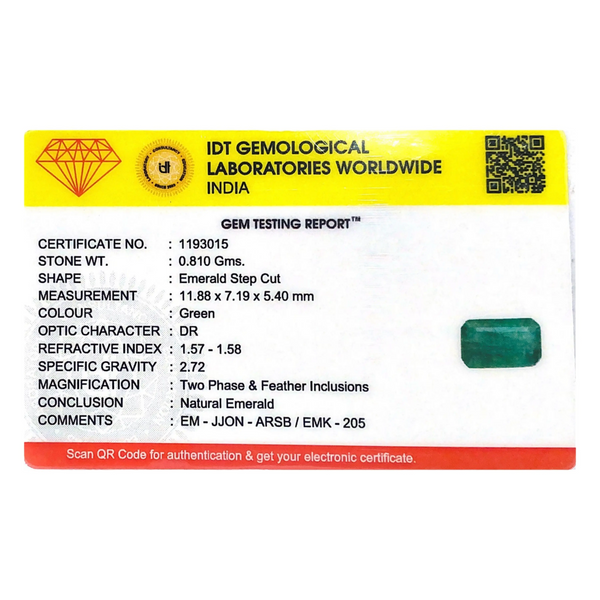 IDT GEMOLOGICAL
LABORATORIES WORLDWIDE
INDIA
GEM TESTING REPORT™
CERTIFICATE NO. : 1193015
STONE WT. : 0.810 Gms.
SHAPE : Emerald Step Cut
MEASUREMENT : 11.88 x 7.19 x 5.40 mm
COLOUR : Green
OPTIC CHARACTER : DR
REFRACTIVE INDEX : 1.57 - 1.58
SPECIFIC GRAVITY : 2.72
MAGNIFICATION : Two Phase & Feather Inclusions
CONCLUSION : Natural Emerald
COMMENTS : EM - JJON - ARSB / EMK - 205
Scan QR Code for authentication & get your electronic certificate.